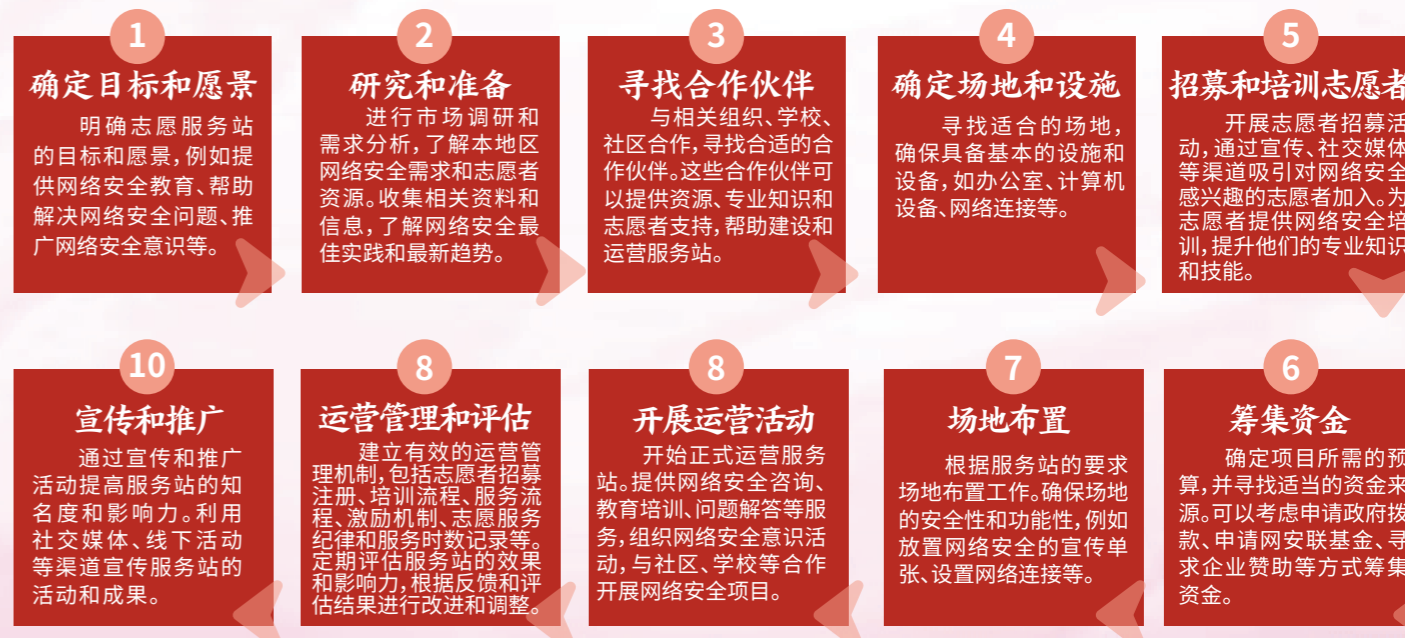 1
确定目标和愿景
明确志愿服务站
的目标和愿景,例如提
供网络安全教育、帮助
解决网络安全问题、推
广网络安全意识等。
2
研究和准备
进行市场调研和
需求分析,了解本地区
网络安全需求和志愿者
资源。收集相关资料和
信息,了解网络安全最
佳实践和最新趋势。
3
寻找合作伙伴
与相关组织、学校、
社区合作,寻找合适的合
作伙伴。这些合作伙伴可
以提供资源、专业知识和
志愿者支持,帮助建设和
运营服务站。
4
确定场地和设施
寻找适合的场地,
确保具备基本的设施和
设备,如办公室、计算机
设备、网络连接等。
5
招募和培训志愿者
开展志愿者招募活
动,通过宣传、社交媒体
等渠道吸引对网络安全
感兴趣的志愿者加入。为
志愿者提供网络安全培
训,提升他们的专业知识
和技能。
10
宣传和推广
通过宣传和推广
活动提高服务站的知
名度和影响力。利用
社交媒体、线下活动
等渠道宣传服务站的
活动和成果。
8
运营管理和评估
建立有效的运营管
理机制,包括志愿者招募
注册、培训流程、服务流
程、激励机制、志愿服务
纪律和服务时数记录等。
定期评估服务站的效果
和影响力,根据反馈和评
估结果进行改进和调整。
8
开展运营活动
开始正式运营服务
站。提供网络安全咨询、
教育培训、问题解答等服
务,组织网络安全意识活
动,与社区、学校等合作
开展网络安全项目。
7
场地布置
根据服务站的要求
场地布置工作。确保场地
的安全性和功能性,例如
放置网络安全的宣传单
张、设置网络连接等。
6
筹集资金
确定项目所需的预
算,并寻找适当的资金来
源。可以考虑申请政府拨
款、申请网安联基金、寻
求企业赞助等方式筹集
资金。